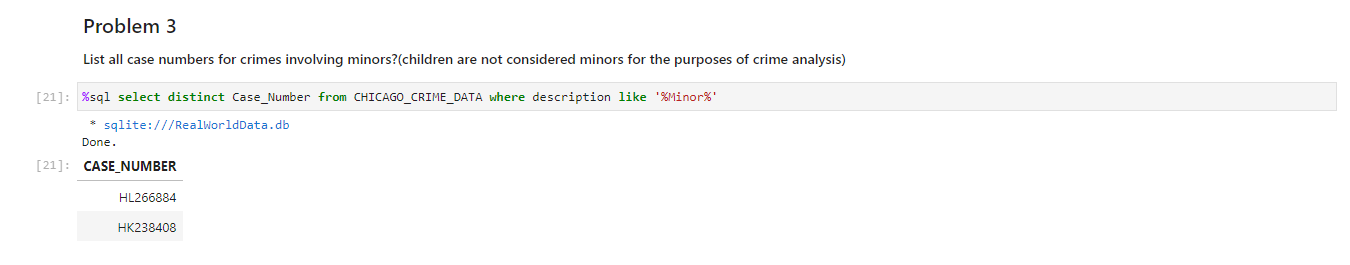 Problem 3
List all case numbers for crimes involving minors?(children are not considered minors for the purposes of crime analysis)
[21]: %sql select distinct Case_Number from CHICAGO_CRIME_DATA where description like '%Minor%'
* sqlite:///RealWorldData.db
Done.
[21]: CASE_NUMBER
HL266884
HK238408